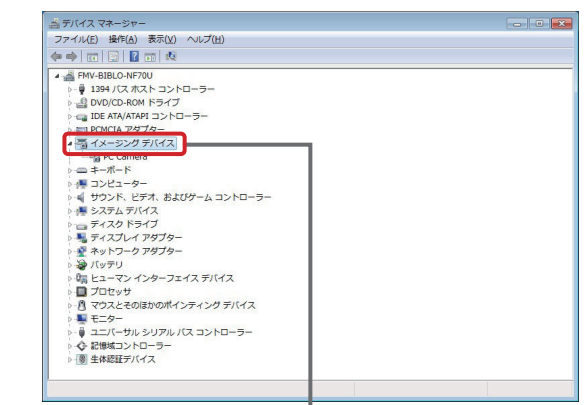 デバイス マネージャー
ファイル(F) 操作(A) 表示(V) ヘルプ(H)
FMV-BIBLO-NF70U
1394 バス ホスト コントローラー
DVD/CD-ROM ドライブ
IDE ATA/ATAPI コントローラー
PCMCIA アダプター
イメージング デバイス
PC Camera
キーボード
コンピューター
サウンド、ビデオ、およびゲーム コントローラー
システム デバイス
ディスク ドライブ
ディスプレイ アダプター
ネットワーク アダプター
バッテリ
ヒューマン インターフェイス デバイス
プロセッサ
マウスとそのほかのポインティング デバイス
モニター
ユニバーサル シリアル バス コントローラー
記憶域コントローラー
生体認証デバイス